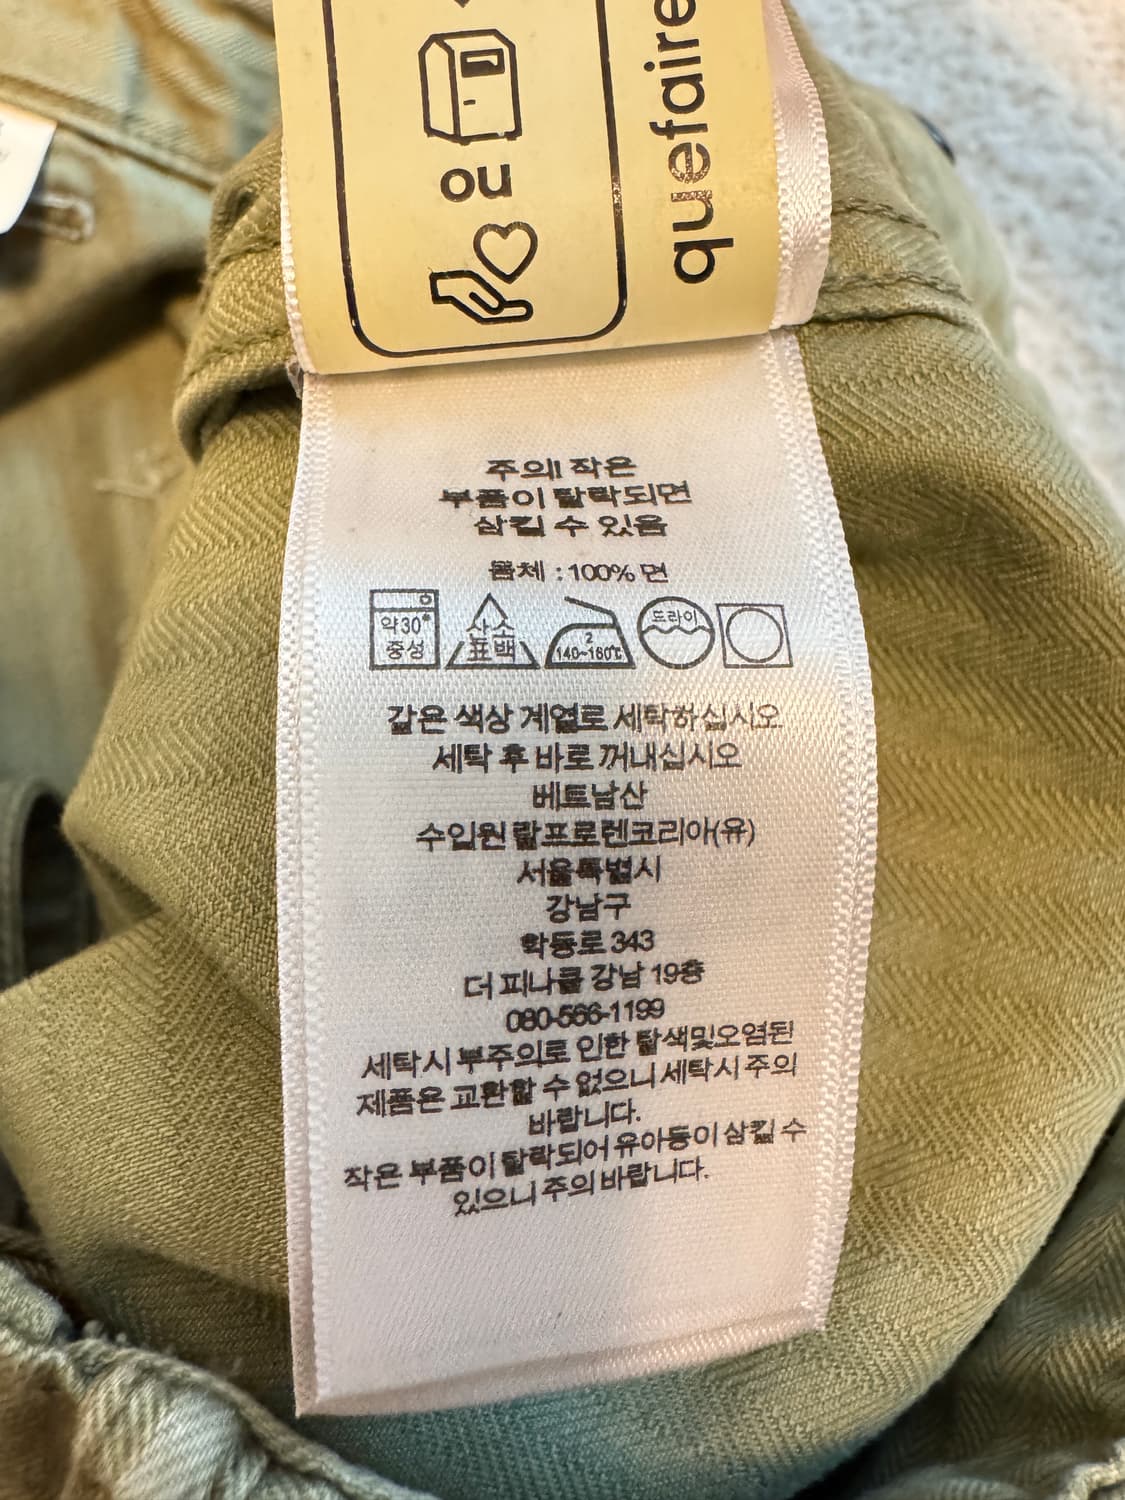 ou
quefaire
주의! 작은
부품이 탈락되면
삼킬 수 있음
몸체 : 100% 면
약30°
중성
산소
표백
2
140~160℃
드라이
같은 색상 계열로 세탁하십시오
세탁 후 바로 꺼내십시오
베트남산
수입원 랄프로렌코리아(유)
서울특별시
강남구
학동로 343
더 피나클 강남 19층
080-566-1199
세탁시 부주의로 인한 탈색및오염된
제품은 교환할 수 없으니 세탁시 주의
바랍니다.
작은 부품이 탈락되어 유아등이 삼킬 수
있으니 주의 바랍니다.